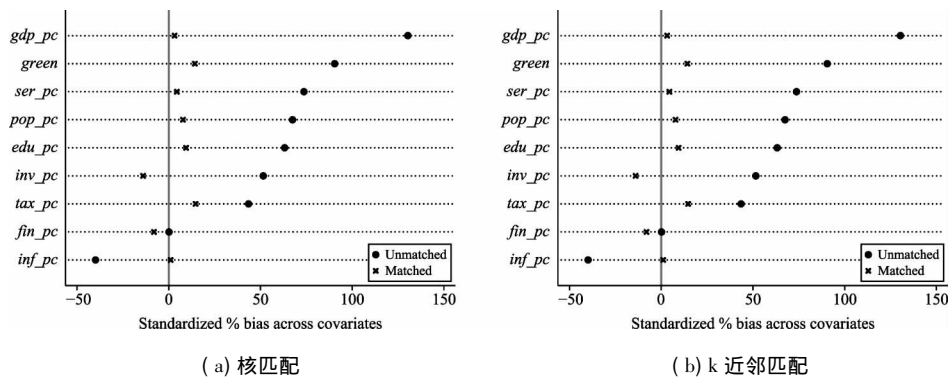 gdp_pc
green
ser_pc
pop_pc
edu_pc
inv_pc
tax_pc
fin_pc
inf_pc
Unmatched
Matched
−50 0 50 100 150
Standardized % bias across covariates
( a) 核匹配
gdp_pc
green
ser_pc
pop_pc
edu_pc
inv_pc
tax_pc
fin_pc
inf_pc
Unmatched
Matched
−50 0 50 100 150
Standardized % bias across covariates
( b) k 近邻匹配